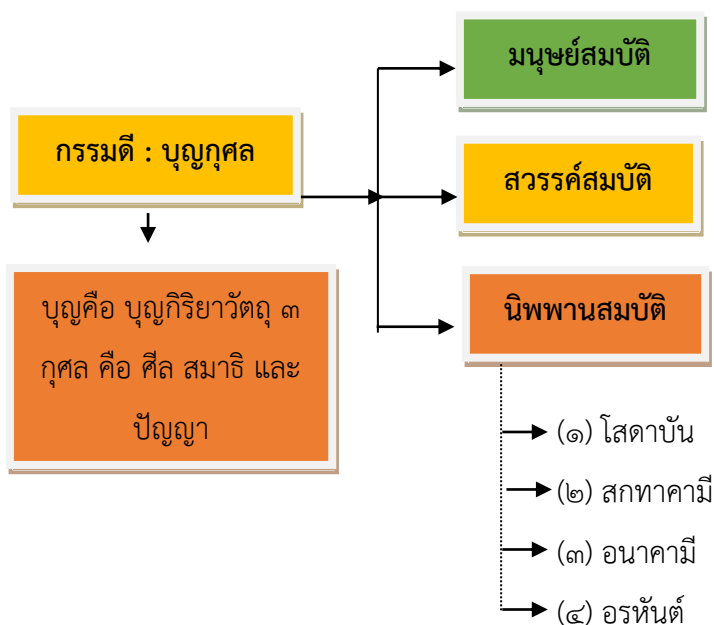 มนุษย์สมบัติ
กรรมดี : บุญกุศล
สวรรค์สมบัติ
บุญคือ บุญกิริยาวัตถุ ๓
กุศล คือ ศีล สมาธิ และ
ปัญญา
นิพพานสมบัติ
(๑) โสดาบัน
(๒) สกทาคามี
(๓) อนาคามี
(๔) อรหันต์